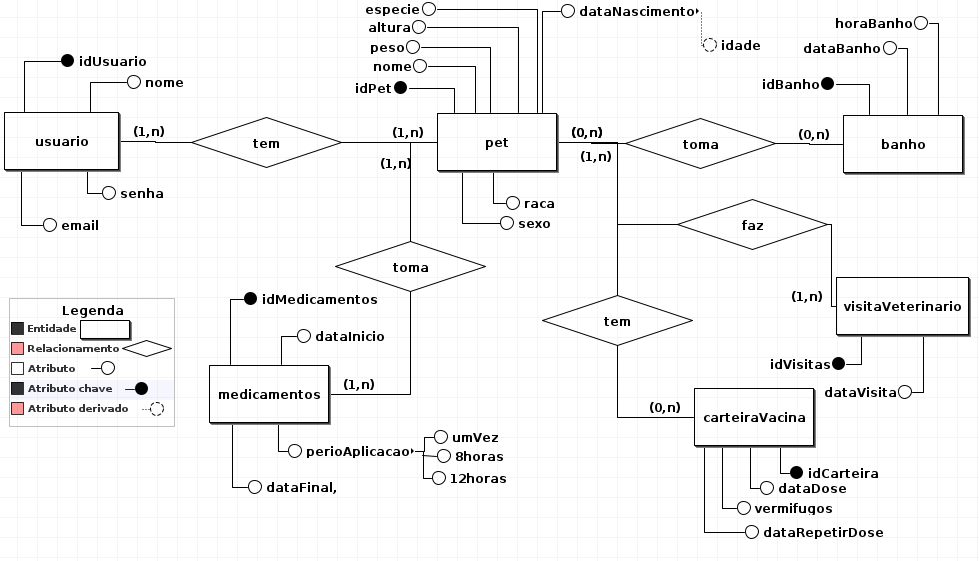 especie
dataNascimento
altura
horaBanho
peso
idade
dataBanho
idUsuario
nome
nome
idPet
idBanho
usuario
(1,n)
tem
(1,n)
(1,n)
pet
(0,n)
(1,n)
toma
(0,n)
banho
senha
email
raca
sexo
faz
toma
(1,n)
visitaVeterinario
tem
idMedicamentos
dataInicio
Legenda
Entidade
Relacionamento
Atributo
Atributo chave
Atributo derivado
idVisitas
dataVisita
medicamentos
(1,n)
(0,n)
carteiraVacina
perioAplicacao
umVez
8horas
12horas
dataFinal,
idCarteira
dataDose
vermifugos
dataRepetirDose